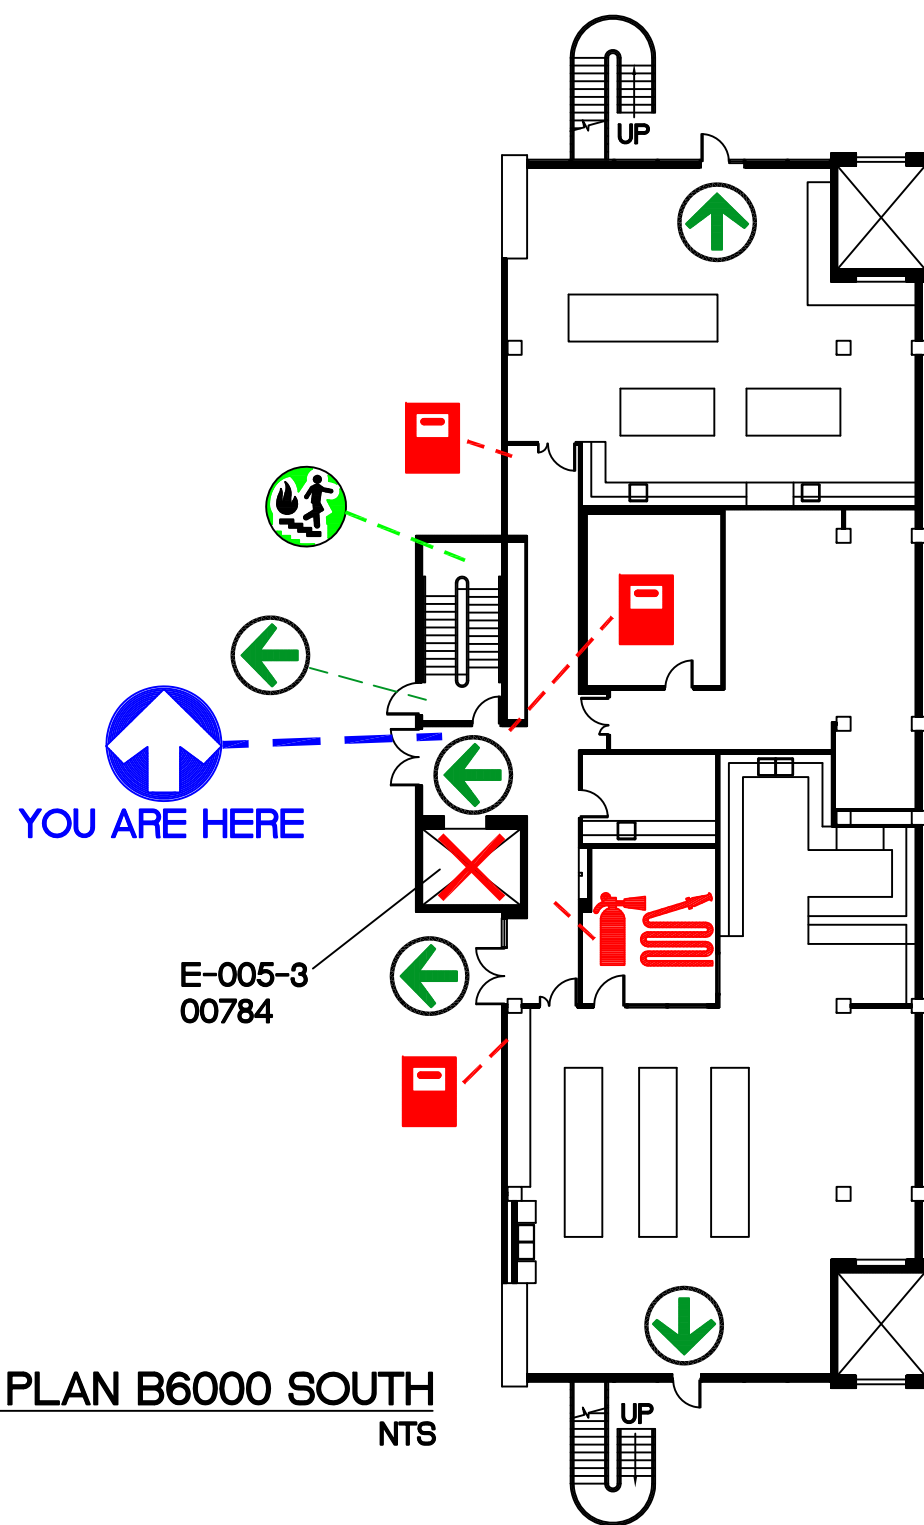 UP
YOU ARE HERE
E-005-3
00784
PLAN B6000 SOUTH
NTS
UP